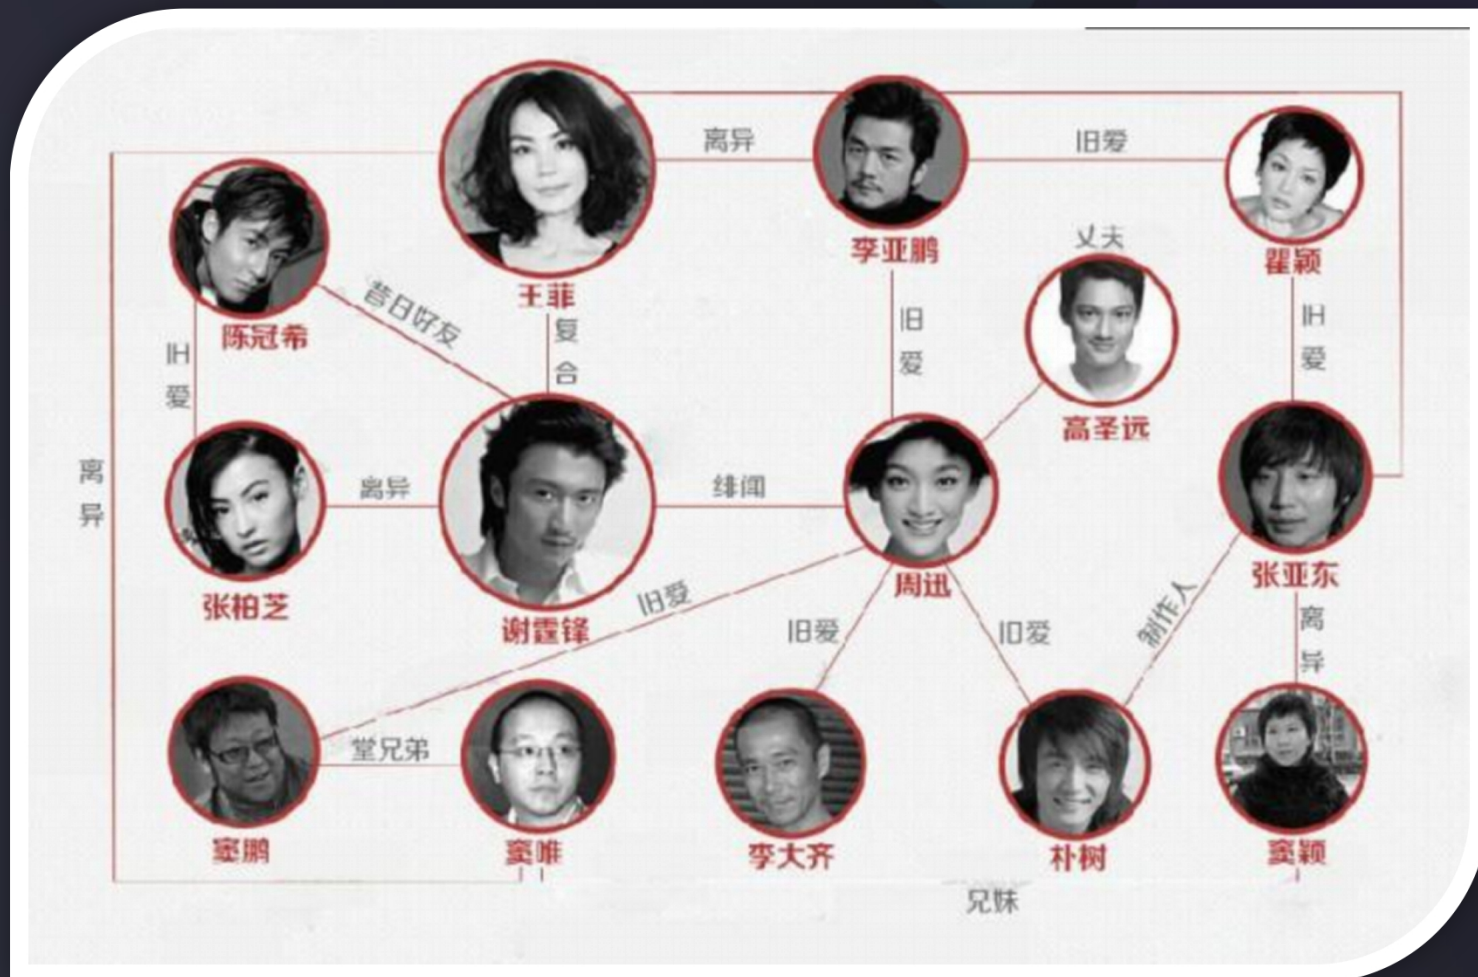 离异
旧爱
李亚鹏
丈夫
瞿颖
王菲
昔日好友
陈冠希
复合
旧爱
旧爱
旧爱
高圣远
离异
离异
绯闻
张柏芝
谢霆锋
周迅
张亚东
旧爱
旧爱
旧爱
制作人
离异
堂兄弟
窦鹏
窦唯
李大齐
朴树
窦颖
兄妹